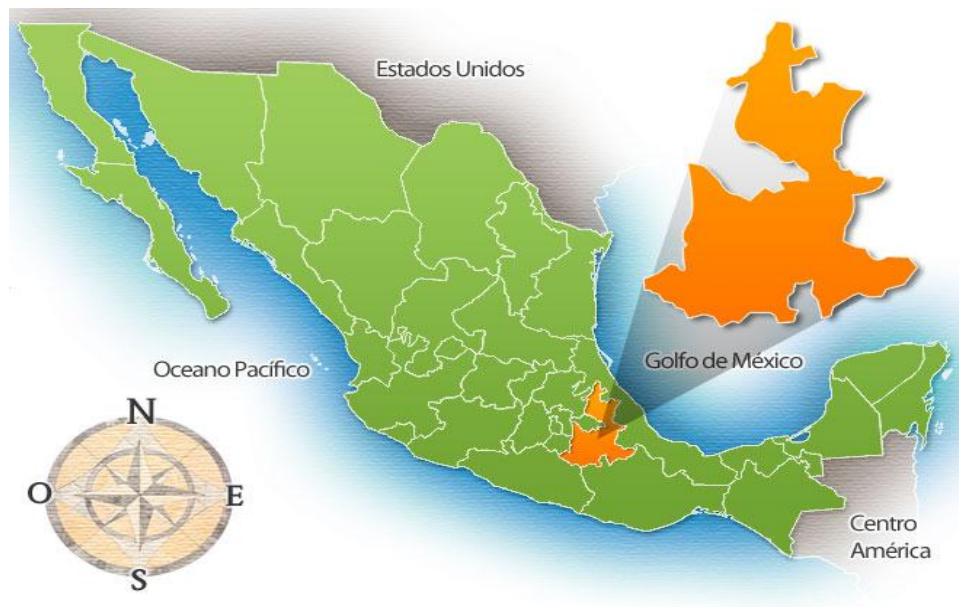 Estados Unidos
Oceano Pacífico
Golfo de México
N
O
E
S
Centro
América